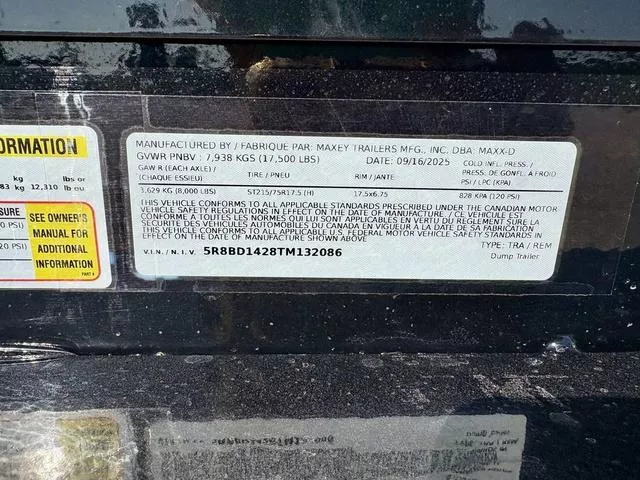 ORMATION
kg lbs or
83 12,310 lbs
SURE
20 PSI)
SEE OWNER'S
MANUAL FOR
ADDITIONAL
INFORMATION
MANUFACTURED BY / FABRIQUE PAR: MAXEY TRAILERS MFG., INC. DBA: MAXX-D
GVWR PNBV : 7,938 KGS (17,500 LBS) DATE: 09/16/2025 COLD INFL. PRESS./
GAW R (EACH AXLE)/ TIRE / PNEU RIM / JANTE PRESS. DE GONFL. A FROID
(CHAQUE ESSIEU) PSI / LPC (KPA)
3,629 KG (8,000 LBS) ST215/75R17.5 (H) 17.5x6.75 828 KPA (120 PSI)
THIS CONFORMS TO ALL APPLICABLE STANDARDS PRESCRIBED UNDER THE CANADIAN MOTOR
VEHICLE SAFETY REGULATIONS IN EFFECT ON THE DATE OF MANUFACTURE. / CE VEHICULE EST
CONFORME A TOUTES LES NORMES QUI LUI SONT APPLICABLES EN VERTU DU REGLEMENT SUR LA
SECURITE DES VEHICULES AUTOMOBILES DU CANADA EN VIGUEUR A LA DATE DE SA FABRICATION
THIS CONFORMS TO ALL APPLICABLE U.S. FEDERAL MOTOR VEHICLE SAFETY STANDARDS IN
EFFECT ON THE DATE OF MANUFACTURE SHOWN ABOVE
TYPE: TRA / REM
V.I.N. / N.I.V. 5R8BD1428TM132086 Dump Trailer